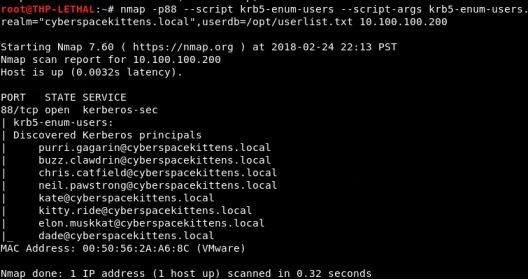 root@THP-LETHAL:~# nmap -p88 --script krb5-enum-users --script-args krb5-enum-users.
realm="cyberspacekittens.local",userdb=/opt/userlist.txt 10.100.100.200
Starting Nmap 7.60 ( https://nmap.org ) at 2018-02-24 22:13 PST
Nmap scan report for 10.100.100.200
Host is up (0.0032s latency).
PORT   STATE SERVICE
88/tcp open  kerberos-sec
| krb5-enum-users:
| Discovered Kerberos principals
|     purri.gagarin@cyberspacekittens.local
|     buzz.clawdrin@cyberspacekittens.local
|     chris.catfield@cyberspacekittens.local
|     neil.pawstrong@cyberspacekittens.local
|     kate@cyberspacekittens.local
|     kitty.ride@cyberspacekittens.local
|     elon.muskkat@cyberspacekittens.local
|_    dade@cyberspacekittens.local
MAC Address: 00:50:56:2A:A6:8C (VMware)
Nmap done: 1 IP address (1 host up) scanned in 0.32 seconds